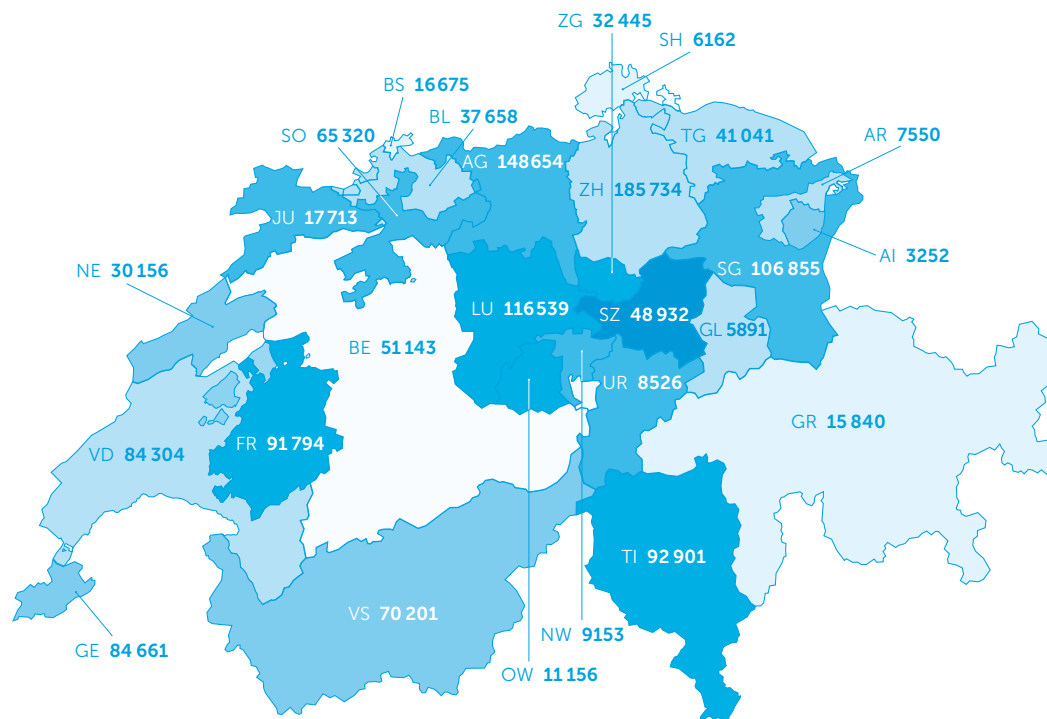 ZG 32 445
SH 6162
BS 16 675
BL 37 658
SO 65 320
AG 148 654
TG 41 041
AR 7550
ZH 185 734
JU 17 713
AI 3252
NE 30 156
SG 106 855
LU 116 539
SZ 48 932
GL 5891
BE 51 143
UR 8526
GR 15 840
FR 91 794
VD 84 304
TI 92 901
VS 70 201
NW 9153
GE 84 661
OW 11 156